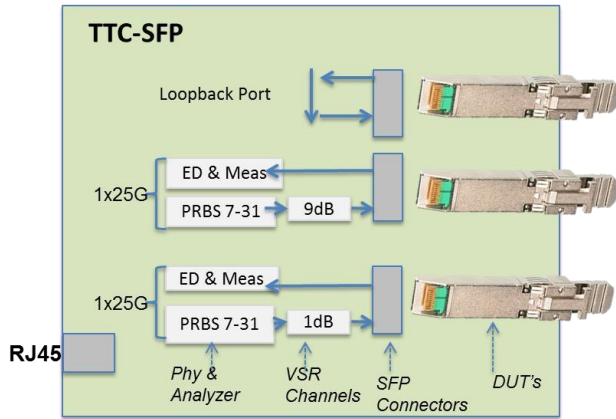 TTC-SFP
Loopback Port
ED & Meas
1x25G
PRBS 7-31
9dB
ED & Meas
1x25G
PRBS 7-31
1dB
RJ45
Phy &
Analyzer
VSR
Channels
SFP
Connectors
DUT's